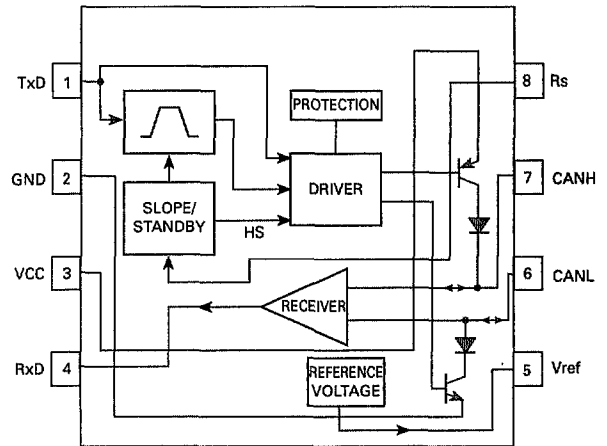 TxD 1
8 Rs
PROTECTION
GND 2
7 CANH
DRIVER
SLOPE/
STANDBY
HS
VCC 3
6 CANL
RECEIVER
RxD 4
REFERENCE
VOLTAGE
5 Vref